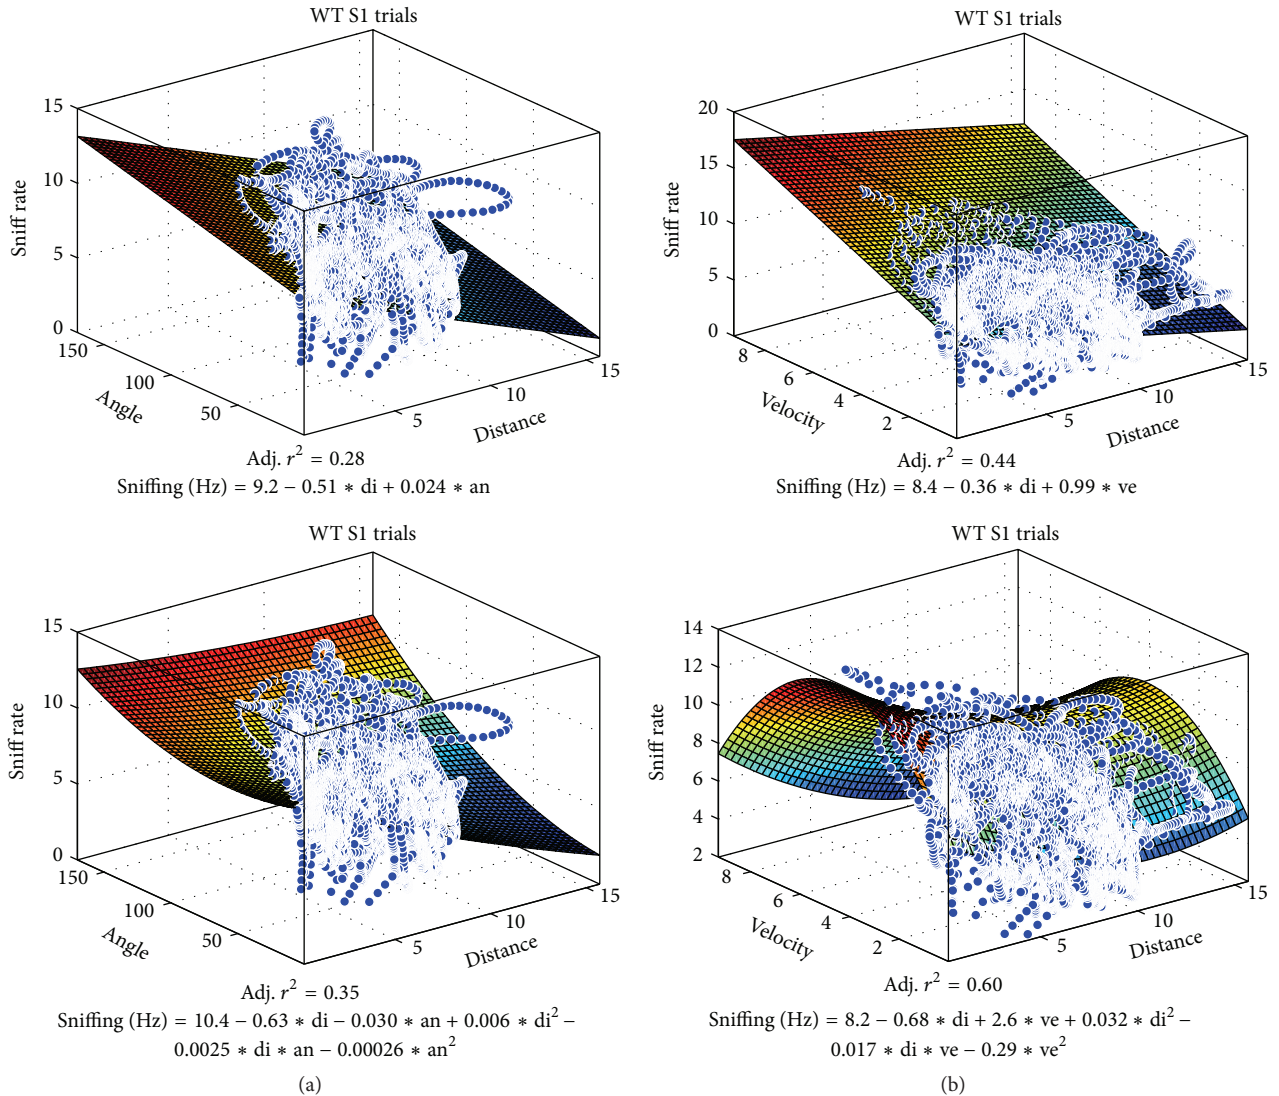 WT S1 trials
15
10
5
0
Sniff rate
150
100
50
Angle
5
10
15
Distance
Adj. r² = 0.28
Sniffing (Hz) = 9.2 − 0.51 ∗ di + 0.024 ∗ an
WT S1 trials
20
15
10
5
0
Sniff rate
8
6
4
2
Velocity
5
10
15
Distance
Adj. r² = 0.44
Sniffing (Hz) = 8.4 − 0.36 ∗ di + 0.99 ∗ ve
WT S1 trials
15
10
5
0
Sniff rate
150
100
50
Angle
5
10
15
Distance
Adj. r² = 0.35
Sniffing (Hz) = 10.4 − 0.63 ∗ di − 0.030 ∗ an + 0.006 ∗ di² −
0.0025 ∗ di ∗ an − 0.00026 ∗ an²
(a)
WT S1 trials
14
12
10
8
6
4
2
Sniff rate
8
6
4
2
Velocity
5
10
15
Distance
Adj. r² = 0.60
Sniffing (Hz) = 8.2 − 0.68 ∗ di + 2.6 ∗ ve + 0.032 ∗ di² −
0.017 ∗ di ∗ ve − 0.29 ∗ ve²
(b)